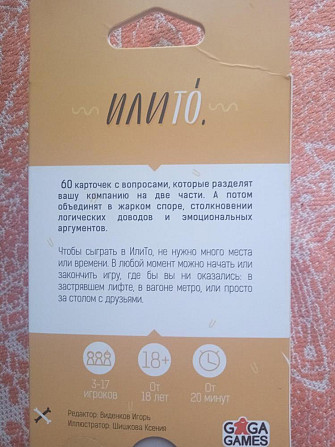 ИЛИТО́.
60 карточек с вопросами, которые разделят
вашу компанию на две части. А потом
объединят в жарком споре, столкновении
логических доводов и эмоциональных
аргументов.
Чтобы сыграть в ИлиТо, не нужно много места
или времени. В любой момент можно начать или
закончить игру, где бы вы ни оказались: в
застрявшем лифте, в вагоне метро, или просто
за столом с друзьями.
18+
3-17
игроков
От
18 лет
От
20 минут
Редактор: Виденков Игорь
Иллюстратор: Шишкова Ксения
GAGA
GAMES